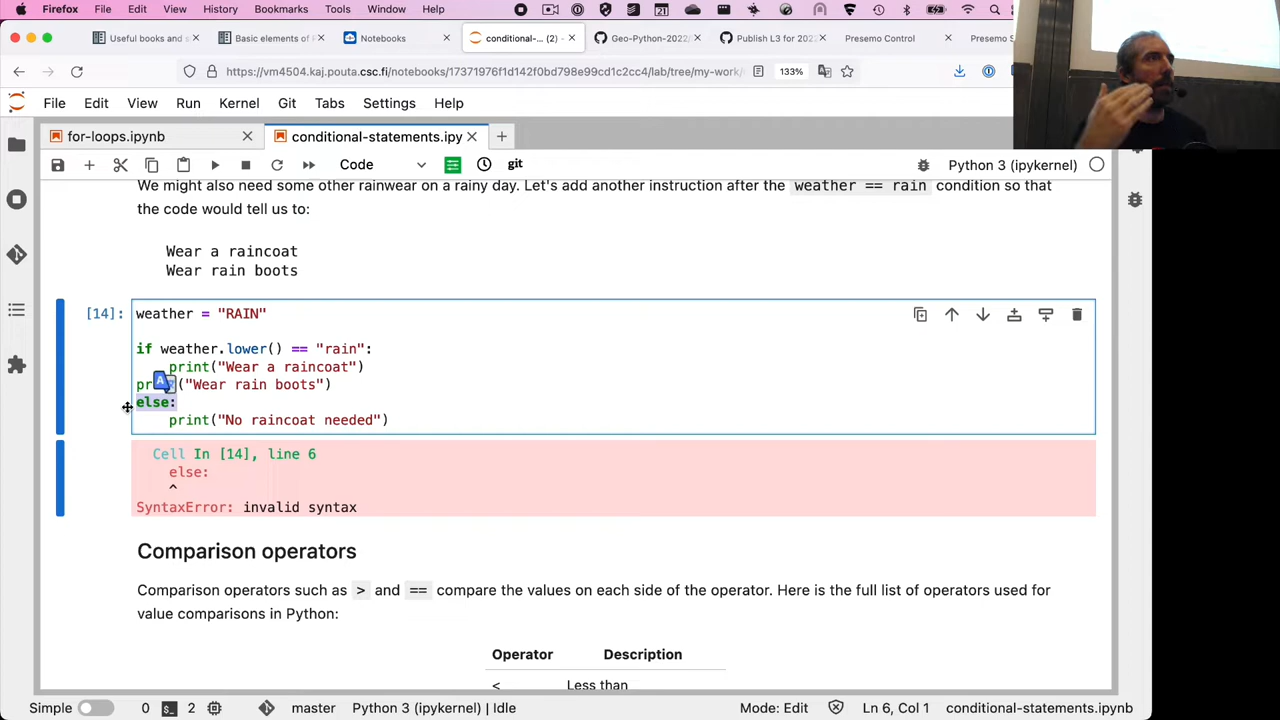 Firefox File Edit View History Bookmarks Tools Window Help
Useful books and s
Basic elements of P
Notebooks
conditional-... (2)
Geo-Python-2022/
Publish L3 for 202
Presemo Control
Presemo S
https://vm4504.kaj.pouta.csc.fi/notebooks/17371976f1d142f0bd798e99cd1c2cc4/lab/tree/my-work/
133%
File Edit View Run Kernel Git Tabs Settings Help
for-loops.ipynb
conditional-statements.ipy
Code
git
Python 3 (ipykernel)
We might also need some other rainwear on a rainy day. Let's add another instruction after the weather == rain condition so that
the code would tell us to:
Wear a raincoat
Wear rain boots
[14]: weather = "RAIN"
if weather.lower() == "rain":
print("Wear a raincoat")
("Wear rain boots")
else:
print("No raincoat needed")
Cell In [14], line 6
else:
^
SyntaxError: invalid syntax
Comparison operators
Comparison operators such as > and == compare the values on each side of the operator. Here is the full list of operators used for
value comparisons in Python:
Operator Description
< Less than
Simple 0 2 master Python 3 (ipykernel) | Idle Mode: Edit Ln 6, Col 1 conditional-statements.ipynb